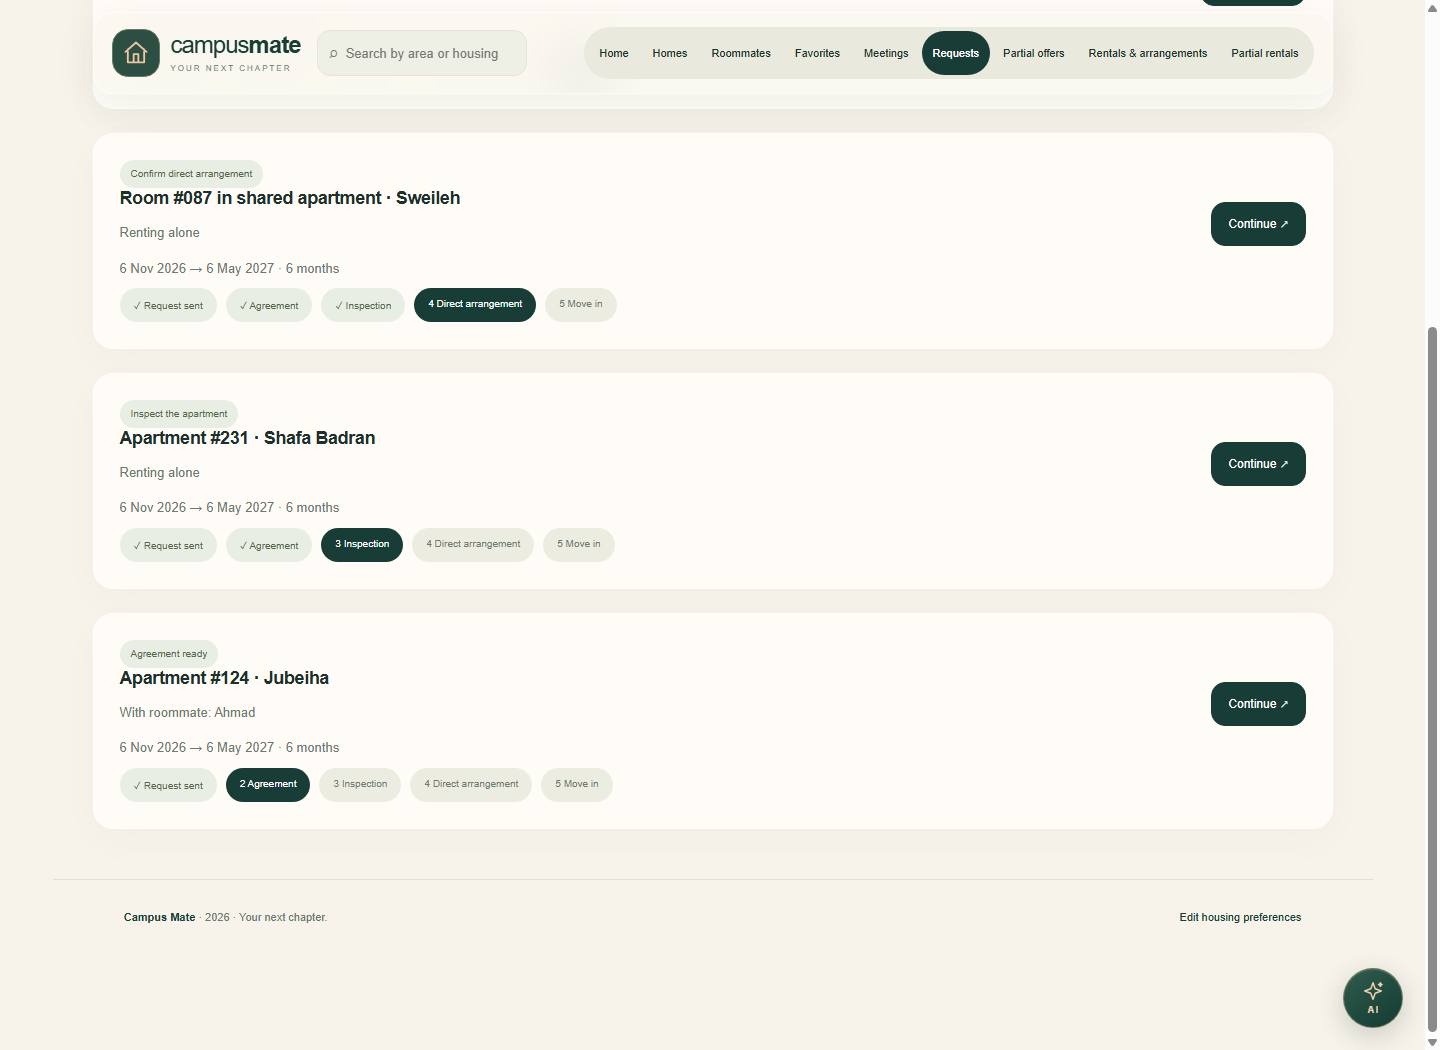 campusmate
YOUR NEXT CHAPTER
Search by area or housing
Home Homes Roommates Favorites Meetings Requests Partial offers Rentals & arrangements Partial rentals
Confirm direct arrangement
Room #087 in shared apartment · Sweileh
Renting alone
6 Nov 2026 → 6 May 2027 · 6 months
✓ Request sent ✓ Agreement ✓ Inspection 4 Direct arrangement 5 Move in
Continue ↗
Inspect the apartment
Apartment #231 · Shafa Badran
Renting alone
6 Nov 2026 → 6 May 2027 · 6 months
✓ Request sent ✓ Agreement 3 Inspection 4 Direct arrangement 5 Move in
Continue ↗
Agreement ready
Apartment #124 · Jubeiha
With roommate: Ahmad
6 Nov 2026 → 6 May 2027 · 6 months
✓ Request sent 2 Agreement 3 Inspection 4 Direct arrangement 5 Move in
Continue ↗
Campus Mate · 2026 · Your next chapter.
Edit housing preferences
AI